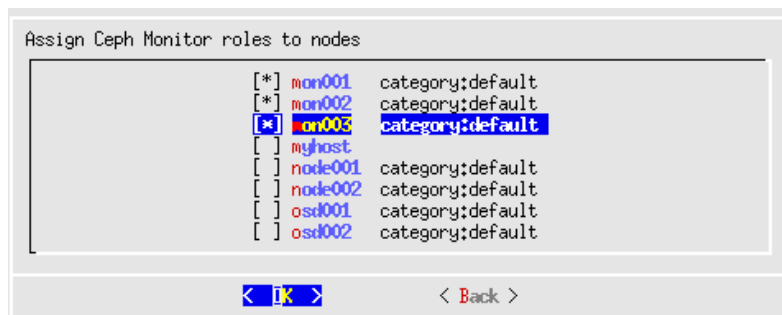 Assign Ceph Monitor roles to nodes
[*] mon001 category:default
[*] mon002 category:default
[*] mon003 category:default
[ ] myhost
[ ] node001 category:default
[ ] node002 category:default
[ ] osd001 category:default
[ ] osd002 category:default
< OK > < Back >